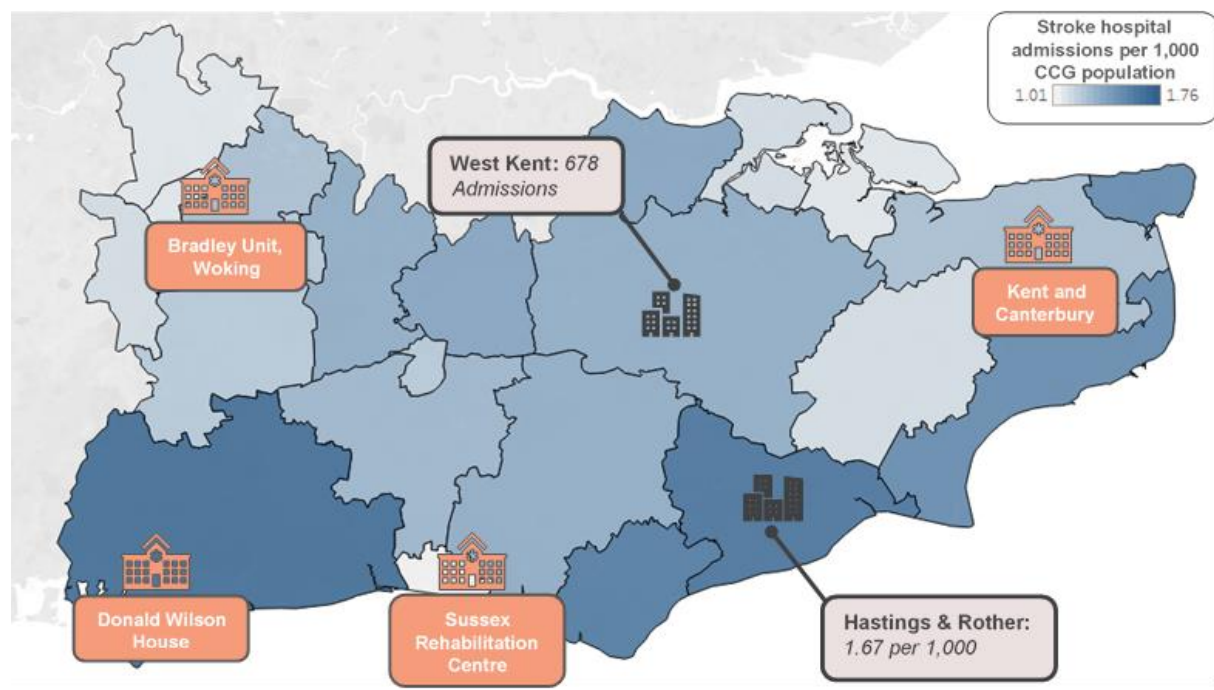 Stroke hospital
admissions per 1,000
CCG population
1.01
1.76
West Kent: 678
Admissions
Bradley Unit,
Woking
Kent and
Canterbury
Donald Wilson
House
Sussex
Rehabilitation
Centre
Hastings & Rother:
1.67 per 1,000